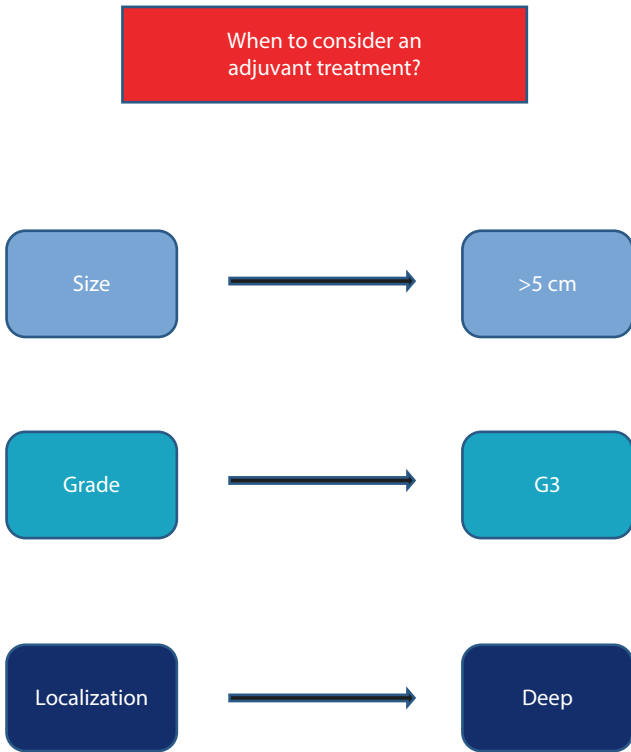 When to consider an
adjuvant treatment?
Size
>5 cm
Grade
G3
Localization
Deep